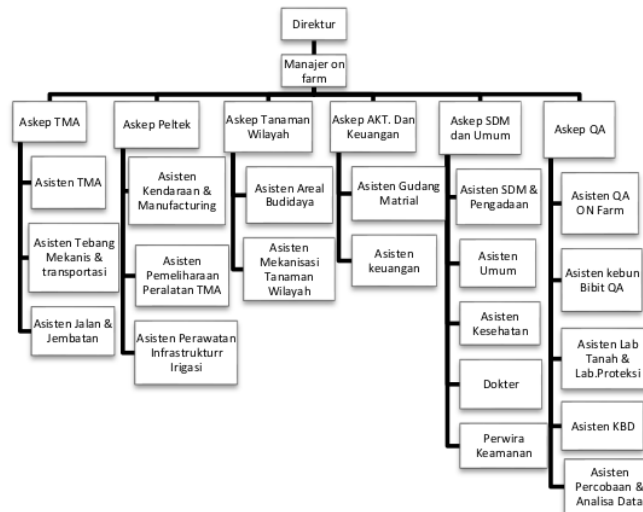 Direktur
Manajer on
farm
Askep TMA
Asisten TMA
Asisten Tebang
Mekanis &
transportasi
Asisten Jalan &
Jembatan
Askep Peltek
Asisten
Kendaraan &
Manufacturing
Asisten
Pemeliharaan
Peralatan TMA
Asisten Perawatan
Infrastrukturr
Irigasi
Askep Tanaman
Wilayah
Asisten Areal
Budidaya
Asisten
Mekanisasi
Tanaman
Wilayah
Askep AKT. Dan
Keuangan
Asisten Gudang
Matrial
Asisten
keuangan
Askep SDM
dan Umum
Asisten SDM &
Pengadaan
Asisten
Umum
Asisten
Kesehatan
Dokter
Perwira
Keamanan
Askep QA
Asisten QA
ON Farm
Asisten kebun
Bibit QA
Asisten Lab
Tanah &
Lab.Proteksi
Asisten KBD
Asisten
Percobaan &
Analisa Data